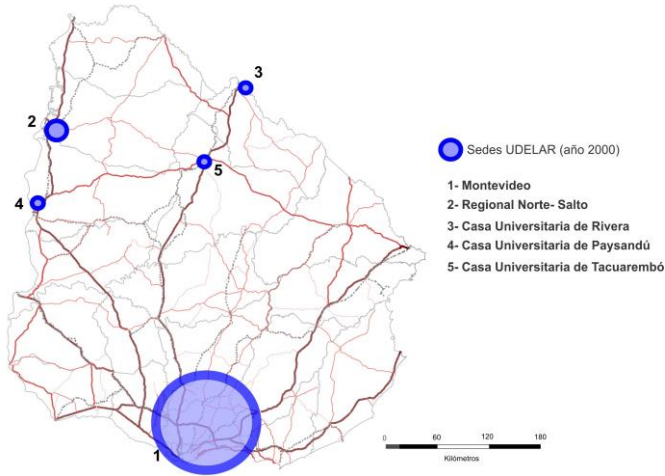 3
2
5
4
1
Sedes UDELAR (año 2000)
1- Montevideo
2- Regional Norte- Salto
3- Casa Universitaria de Rivera
4- Casa Universitaria de Paysandú
5- Casa Universitaria de Tacuarembó
0 60 120 180
Kilómetros